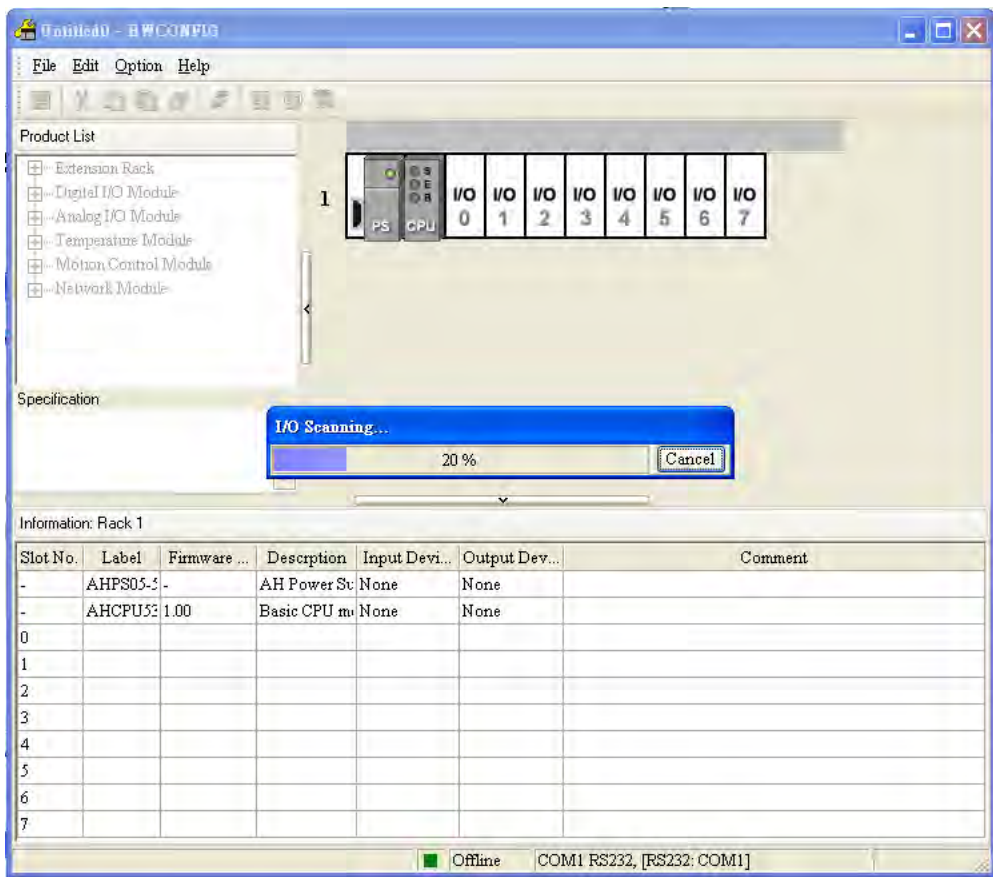 Untitled0 - HWCONFIG
File Edit Option Help
Product List
Extension Rack
Digital I/O Module
Analog I/O Module
Temperature Module
Motion Control Module
Network Module
1
PS CPU I/O 0 I/O 1 I/O 2 I/O 3 I/O 4 I/O 5 I/O 6 I/O 7
Specification
I/O Scanning...
20 %
Cancel
Information: Rack 1
Slot No. Label Firmware ... Descrption Input Devi... Output Dev... Comment
- AHPS05-5 - AH Power Su None None
- AHCPU53 1.00 Basic CPU m None None
0
1
2
3
4
5
6
7
Offline COM1 RS232, [RS232: COM1]